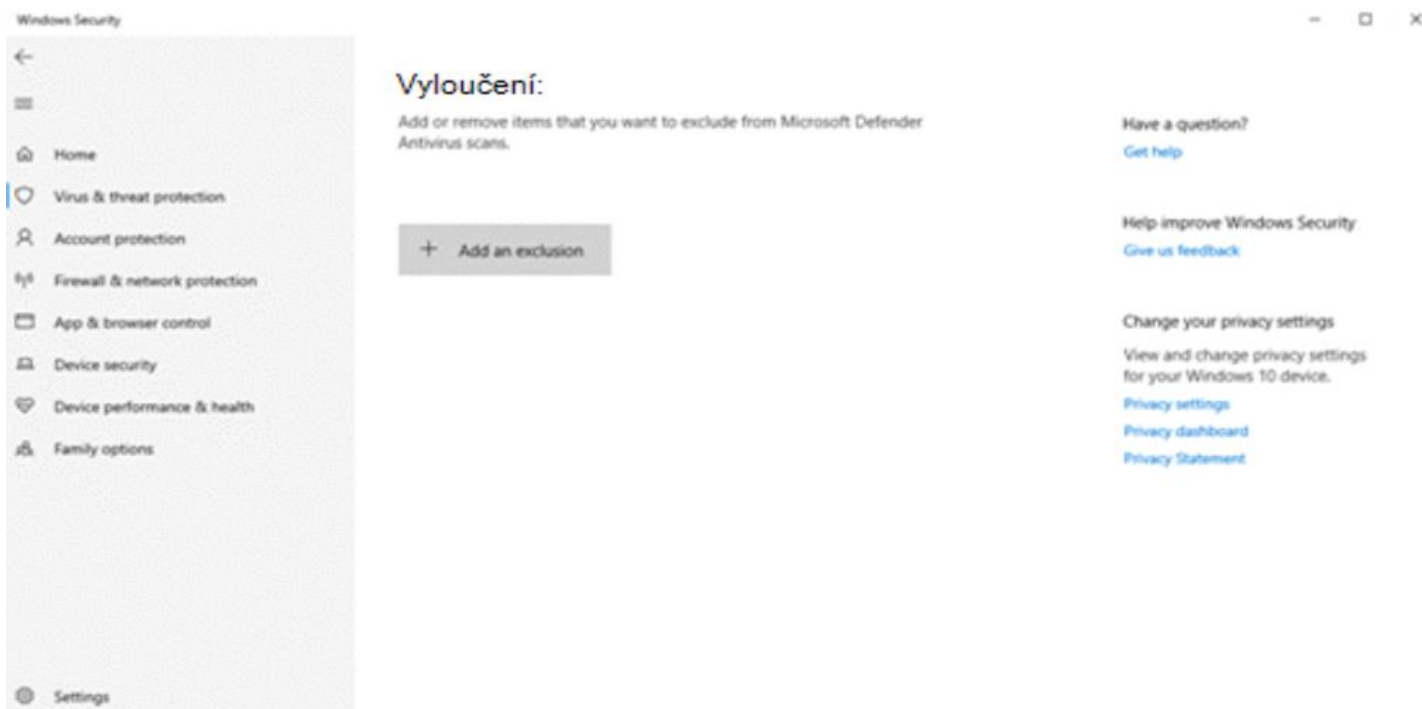 Windows Security
Home
Virus & threat protection
Account protection
Firewall & network protection
App & browser control
Device security
Device performance & health
Family options
Settings
Vyloučení:
Add or remove items that you want to exclude from Microsoft Defender
Antivirus scans.
Add an exclusion
Have a question?
Get help
Help improve Windows Security
Give us feedback
Change your privacy settings
View and change privacy settings
for your Windows 10 device.
Privacy settings
Privacy dashboard
Privacy Statement